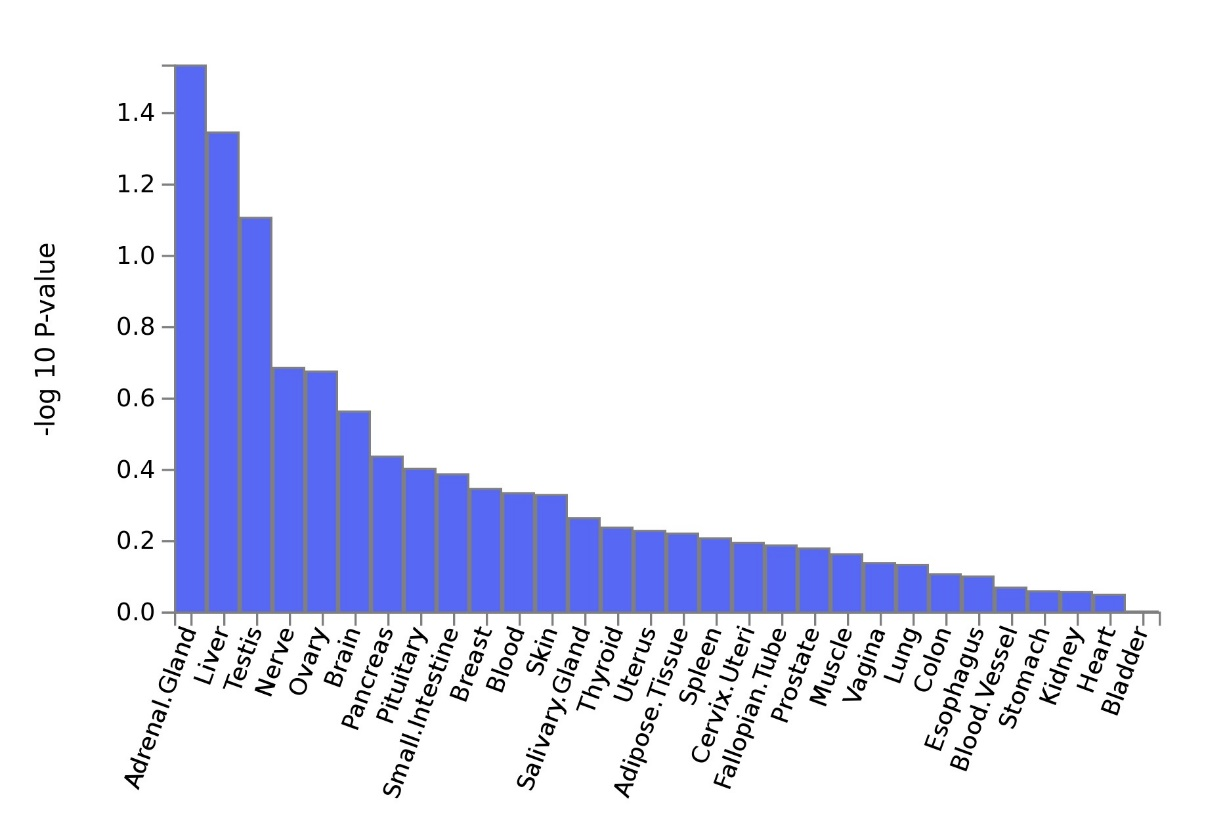 -log 10 P-value
1.4
1.2
1.0
0.8
0.6
0.4
0.2
0.0
Adrenal.Gland
Liver
Testis
Nerve
Ovary
Brain
Pancreas
Pituitary
Small.Intestine
Breast
Blood
Skin
Salivary.Gland
Thyroid
Uterus
Adipose.Tissue
Spleen
Cervix.Uteri
Fallopian.Tube
Prostate
Muscle
Vagina
Lung
Colon
Esophagus
Blood.Vessel
Stomach
Kidney
Heart
Bladder